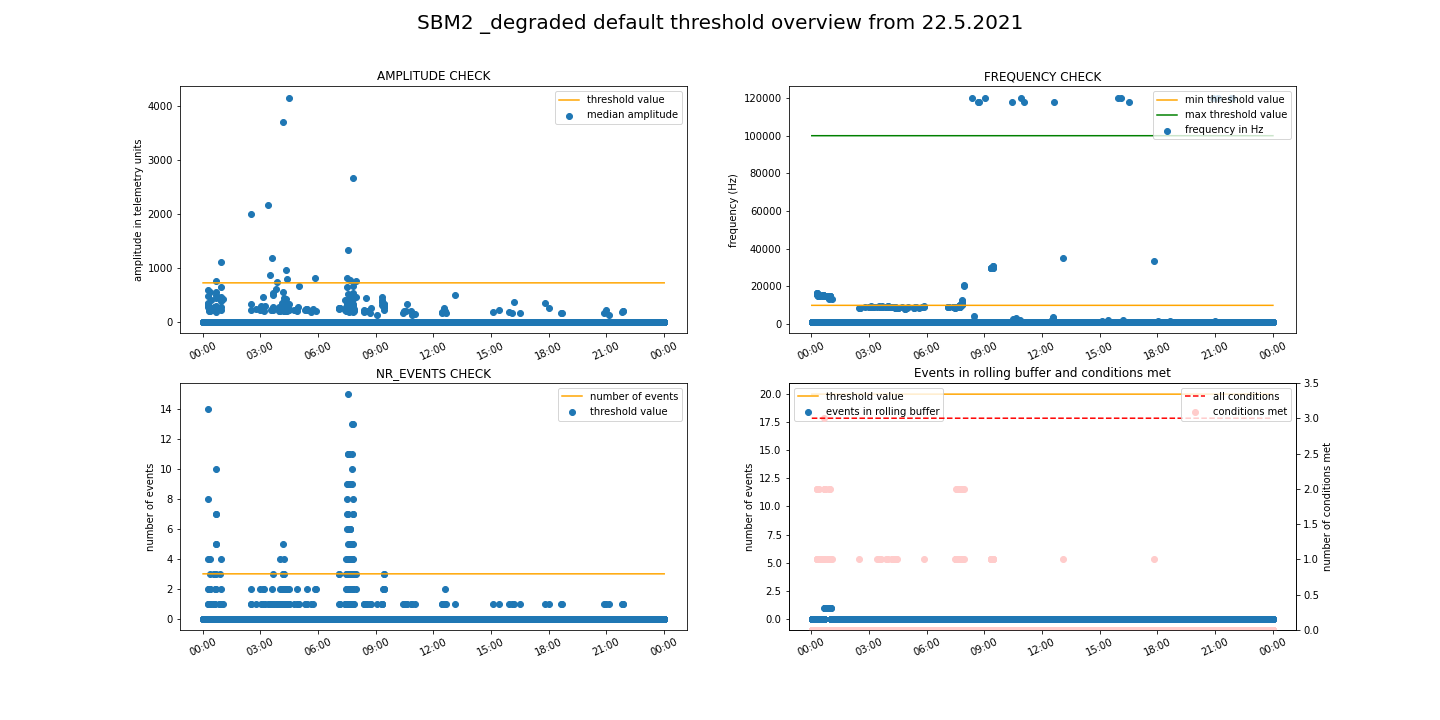 SBM2 _degraded default threshold overview from 22.5.2021
AMPLITUDE CHECK
amplitude in telemetry units
4000
3000
2000
1000
0
threshold value
median amplitude
00:00 03:00 06:00 09:00 12:00 15:00 18:00 21:00 00:00
FREQUENCY CHECK
frequency (Hz)
120000
100000
80000
60000
40000
20000
0
min threshold value
max threshold value
frequency in Hz
00:00 03:00 06:00 09:00 12:00 15:00 18:00 21:00 00:00
NR_EVENTS CHECK
number of events
14
12
10
8
6
4
2
0
number of events
threshold value
00:00 03:00 06:00 09:00 12:00 15:00 18:00 21:00 00:00
Events in rolling buffer and conditions met
number of events
20.0
17.5
15.0
12.5
10.0
7.5
5.0
2.5
0.0
threshold value
events in rolling buffer
all conditions
conditions met
3.5
3.0
2.5
2.0
1.5
1.0
0.5
0.0
number of conditions met
00:00 03:00 06:00 09:00 12:00 15:00 18:00 21:00 00:00